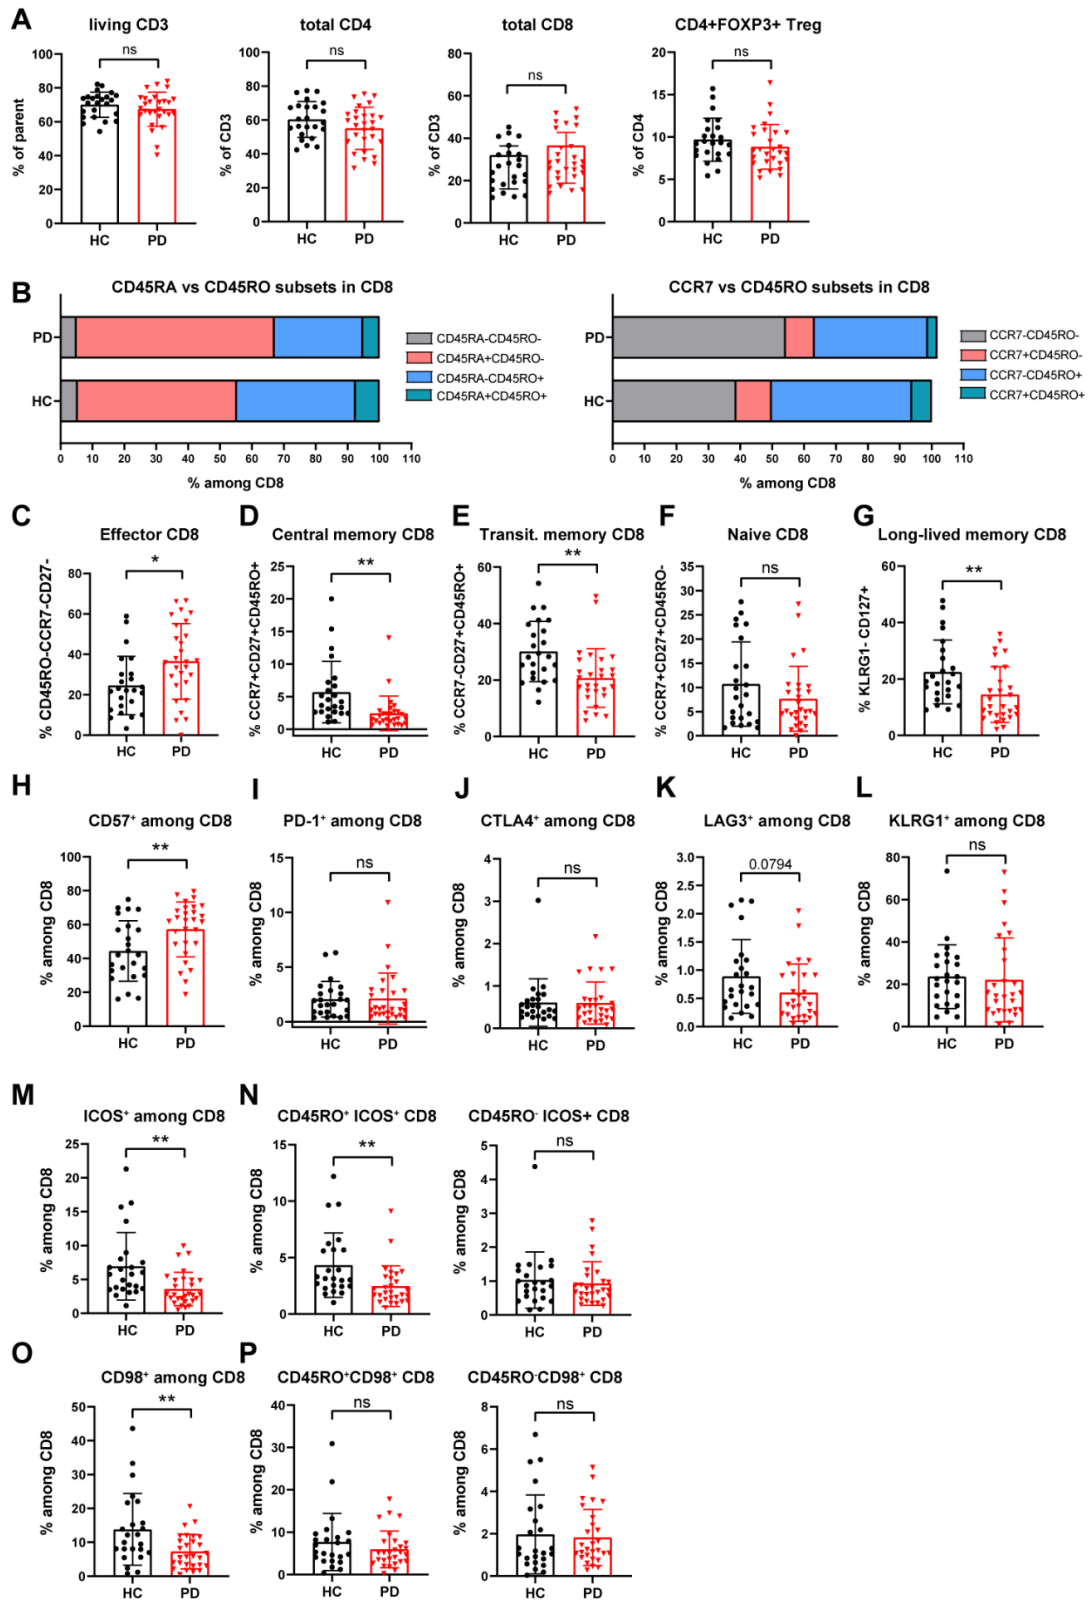 A
living CD3
total CD4
total CD8
CD4+FOXP3+ Treg
ns
ns
ns
ns
% of parent
100
80
60
40
20
0
HC PD
% of CD3
100
80
60
40
20
0
HC PD
% of CD3
80
60
40
20
0
HC PD
% of CD4
20
15
10
5
0
HC PD
B
CD45RA vs CD45RO subsets in CD8
PD
HC
0 10 20 30 40 50 60 70 80 90 100 110
% among CD8
CD45RA-CD45RO-
CD45RA+CD45RO-
CD45RA-CD45RO+
CD45RA+CD45RO+
CCR7 vs CD45RO subsets in CD8
PD
HC
0 10 20 30 40 50 60 70 80 90 100 110
% among CD8
CCR7-CD45RO-
CCR7+CD45RO-
CCR7-CD45RO+
CCR7+CD45RO+
C
Effector CD8
*
% CD45RO-CCR7-CD27-
80
60
40
20
0
HC PD
D
Central memory CD8
**
% CCR7+CD27+CD45RO+
25
20
15
10
5
0
HC PD
E
Transit. memory CD8
**
% CCR7-CD27+CD45RO+
60
40
20
0
HC PD
F
Naive CD8
ns
% CCR7+CD27+CD45RO-
35
30
25
20
15
10
5
0
HC PD
G
Long-lived memory CD8
**
% KLRG1- CD127+
60
40
20
0
HC PD
H
CD57⁺ among CD8
**
% among CD8
100
80
60
40
20
0
HC PD
I
PD-1⁺ among CD8
ns
% among CD8
15
10
5
0
HC PD
J
CTLA4⁺ among CD8
ns
% among CD8
4
3
2
1
0
HC PD
K
LAG3⁺ among CD8
0.0794
% among CD8
3.0
2.5
2.0
1.5
1.0
0.5
0.0
HC PD
L
KLRG1⁺ among CD8
ns
% among CD8
80
60
40
20
0
HC PD
M
ICOS⁺ among CD8
**
% among CD8
25
20
15
10
5
0
HC PD
N
CD45RO⁺ ICOS⁺ CD8
**
% among CD8
15
10
5
0
HC PD
CD45RO⁻ ICOS+ CD8
ns
% among CD8
5
4
3
2
1
0
HC PD
O
CD98⁺ among CD8
**
% among CD8
50
40
30
20
10
0
HC PD
P
CD45RO⁺CD98⁺ CD8
ns
% among CD8
40
30
20
10
0
HC PD
CD45RO⁻CD98⁺ CD8
ns
% among CD8
8
6
4
2
0
HC PD